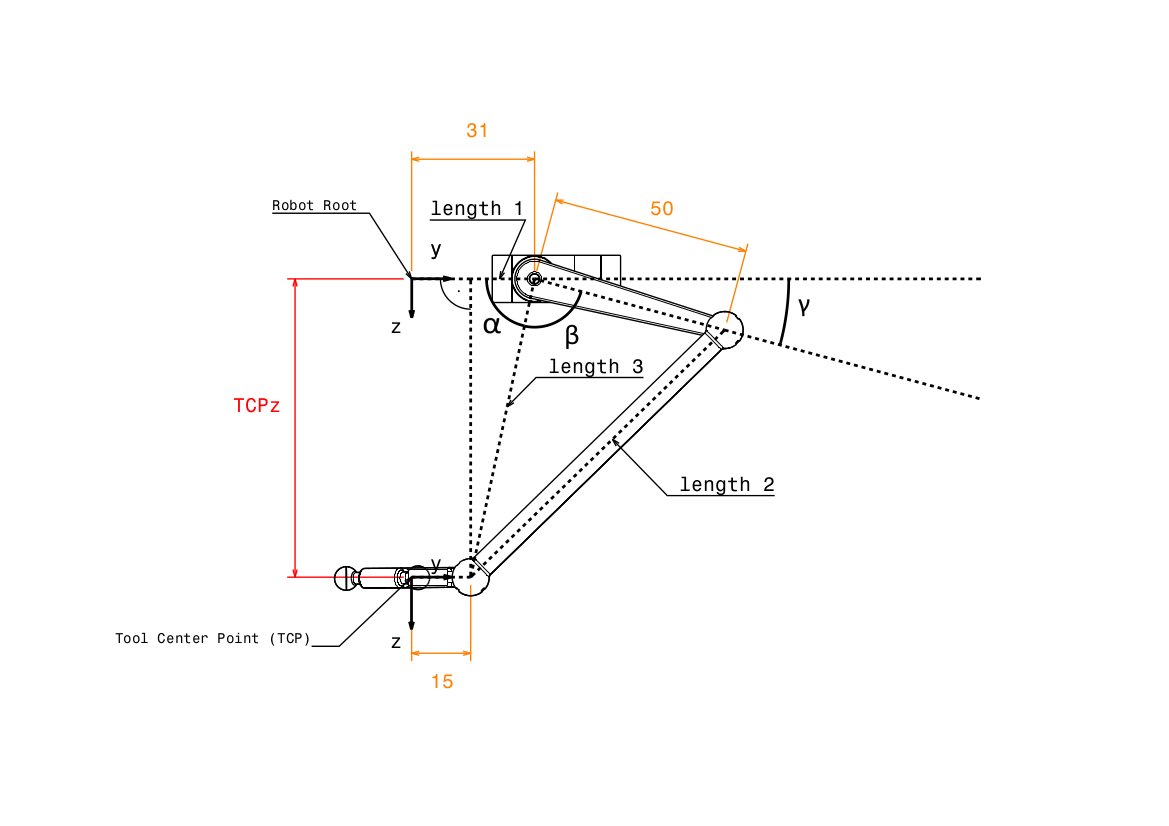 31
50
Robot Root
length 1
y
z
α
β
γ
length 3
TCPz
length 2
y
Tool Center Point (TCP)
z
15